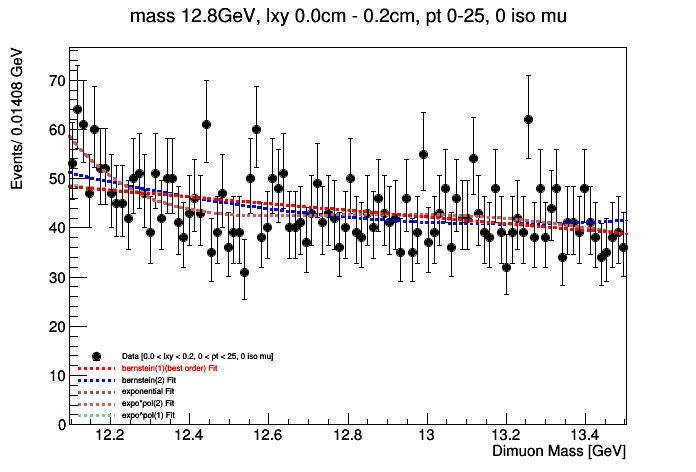 mass 12.8GeV, lxy 0.0cm - 0.2cm, pt 0-25, 0 iso mu
Events/ 0.01408 GeV
70
60
50
40
30
20
10
0
Data [0.0 < lxy < 0.2, 0 < pt < 25, 0 iso mu]
bernstein(1)(best order) Fit
bernstein(2) Fit
exponential Fit
expo*pol(2) Fit
expo*pol(1) Fit
12.2 12.4 12.6 12.8 13 13.2 13.4
Dimuon Mass [GeV]